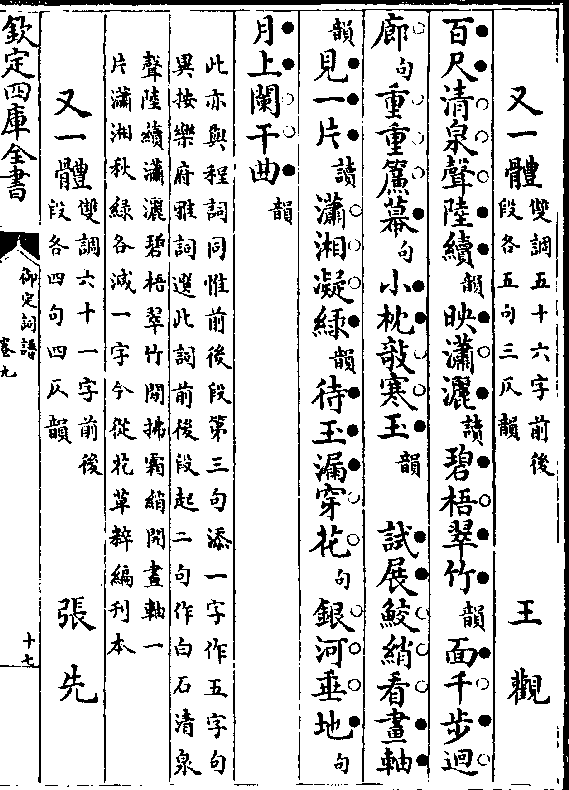 又一體 雙調五十六字前後段各五句三仄韻 王觀
百尺清泉聲陸續韻映瀟灑讀碧梧翠竹韻面千步迴
廊句重重簾幕句小枕敧寒玉韻 試展鮫綃看畫軸
韻見一片讀瀟湘凝綠韻待玉漏穿花句銀河垂地句
月上闌干曲韻
此亦與程詞同惟前後段第三句添一字作五字句
異按樂府雅詞選此詞前後段起二句作白石清泉
聲陸續瀟灑碧梧翠竹閒拂霜綃開畫軸一
片瀟湘秋綠各減一字今從花草粹編刊本
又一體 雙調六十一字前後段各四句四仄韻 張先
欽定四庫全書
御定詞譜
卷九
十七